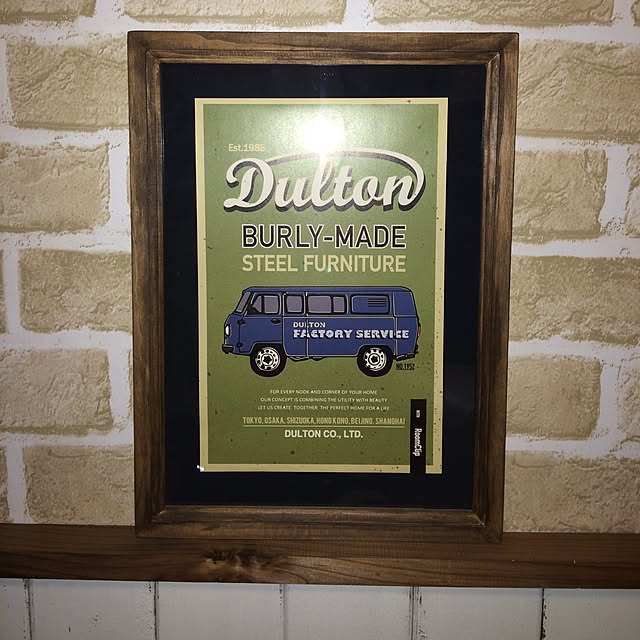 Est.1988
Dulton
BURLY-MADE
STEEL FURNITURE
DULTON
FACTORY SERVICE
NO.1952
FOR EVERY NOOK AND CORNER OF YOUR HOME
OUR CONCEPT IS COMBINING THE UTILITY WITH BEAUTY
LET US CREATE TOGETHER THE PERFECT HOME FOR A LIFE
TOKYO, OSAKA, SHIZUOKA, HONG KONG, BEIJING, SHANGHAI
DULTON CO., LTD.
with
RoomClip